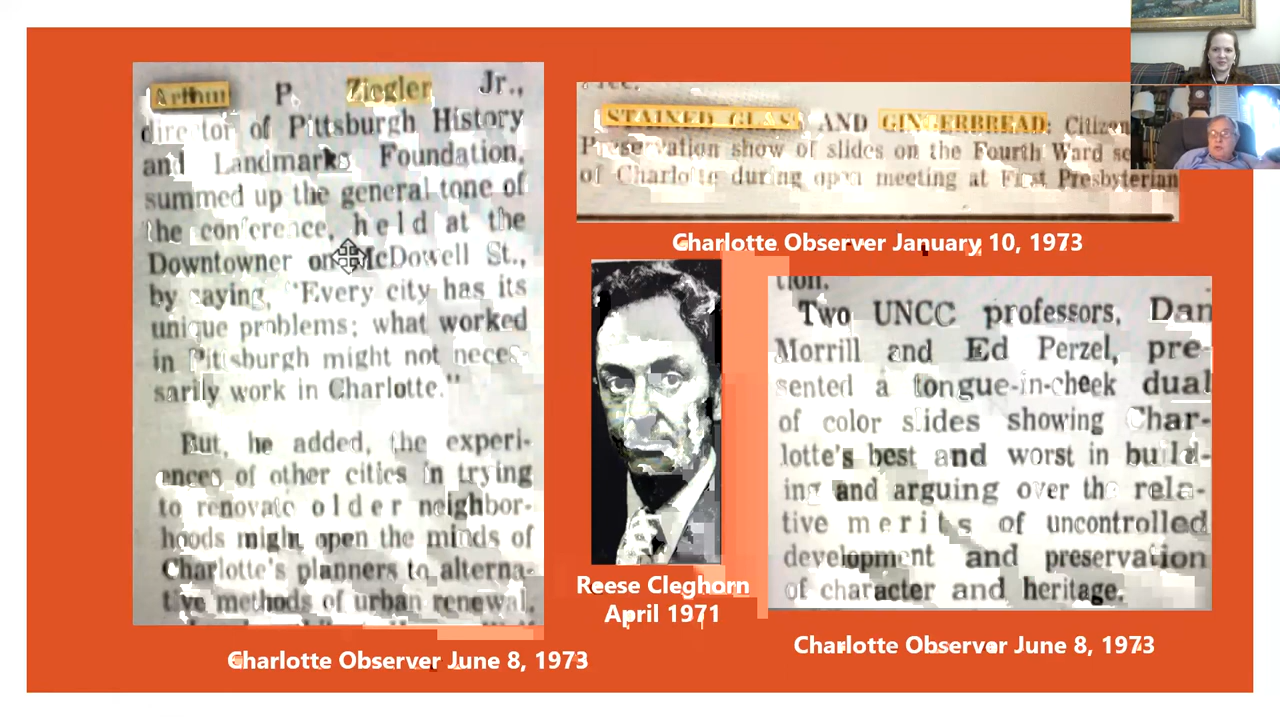 Arthur P. Ziegler Jr.,
director of Pittsburgh History
and Landmarks Foundation,
summed up the general tone of
the conference, held at the
Downtowner on McDowell St.,
by saying, "Every city has its
unique problems; what worked
in Pittsburgh might not neces-
sarily work in Charlotte."
But, he added, the experi-
ences of other cities in trying
to renovate older neighbor-
hoods might open the minds of
Charlotte's planners to alterna-
tive methods of urban renewal.
Charlotte Observer June 8, 1973
STAINED GLASS AND GINGERBREAD: Citizen
Preservation show of slides on the Fourth Ward
of Charlotte during open meeting at First Presbyterian
Charlotte Observer January 10, 1973
Reese Cleghorn
April 1971
tion.
Two UNCC professors, Dan
Morrill and Ed Perzel, pre-
sented a tongue-in-cheek dual
of color slides showing Char-
lotte's best and worst in build-
ing and arguing over the rela-
tive merits of uncontrolled
development and preservation
of character and heritage.
Charlotte Observer June 8, 1973